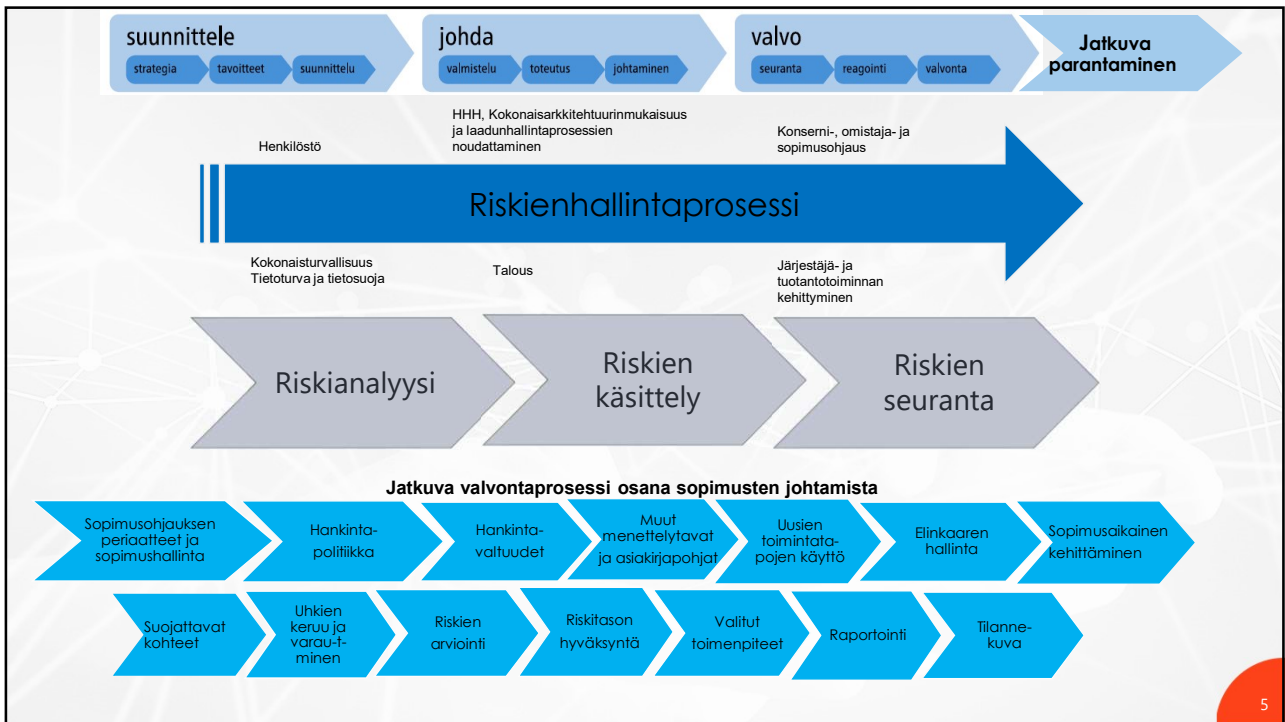 suunnittele
strategia
tavoitteet
suunnittelu
johda
valmistelu
toteutus
johtaminen
valvo
seuranta
reagointi
valvonta
Jatkuva
parantaminen
Henkilöstö
HHH, Kokonaisarkkitehtuurinmukaisuus
ja laadunhallintaprosessien
noudattaminen
Konserni-, omistaja- ja
sopimusohjaus
Riskienhallintaprosessi
Kokonaisturvallisuus
Tietoturva ja tietosuoja
Talous
Järjestäjä- ja
tuotantotoiminnan
kehittyminen
Riskianalyysi
Riskien
käsittely
Riskien
seuranta
Jatkuva valvontaprosessi osana sopimusten johtamista
Sopimusohjauksen
periaatteet ja
sopimushallinta
Hankinta-
politiikka
Hankinta-
valtuudet
Muut
menettelytavat
ja asiakirjapohjat
Uusien
toimintata-
pojen käyttö
Elinkaaren
hallinta
Sopimusaikainen
kehittäminen
Suojattavat
kohteet
Uhkien
keruu ja
varau-t-
minen
Riskien
arviointi
Riskitason
hyväksyntä
Valitut
toimenpiteet
Raportointi
Tilanne-
kuva
5